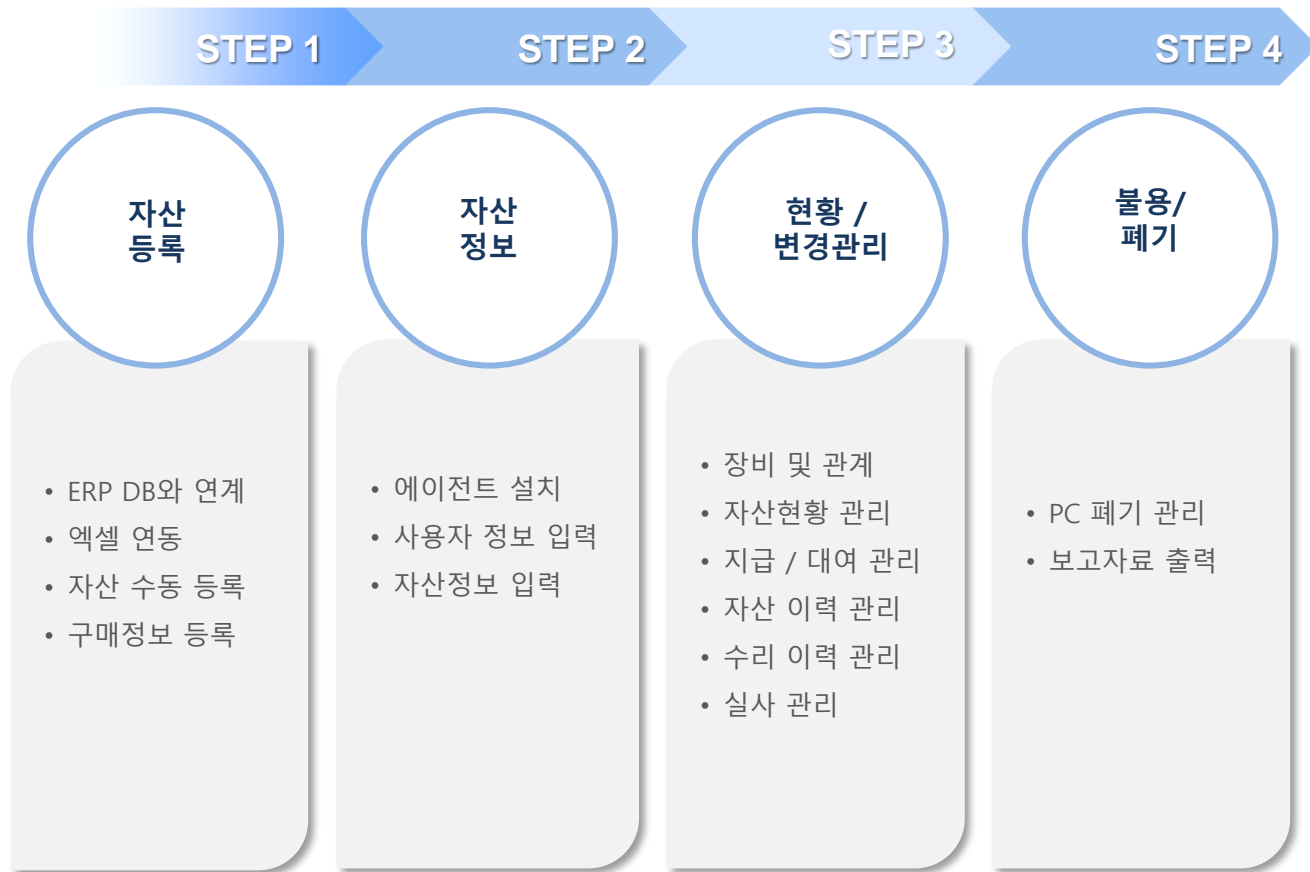 STEP 1
STEP 2
STEP 3
STEP 4
자산
등록
• ERP DB와 연계
• 엑셀 연동
• 자산 수동 등록
• 구매정보 등록
자산
정보
• 에이전트 설치
• 사용자 정보 입력
• 자산정보 입력
현황 /
변경관리
• 장비 및 관계
• 자산현황 관리
• 지급 / 대여 관리
• 자산 이력 관리
• 수리 이력 관리
• 실사 관리
불용/
폐기
• PC 폐기 관리
• 보고자료 출력